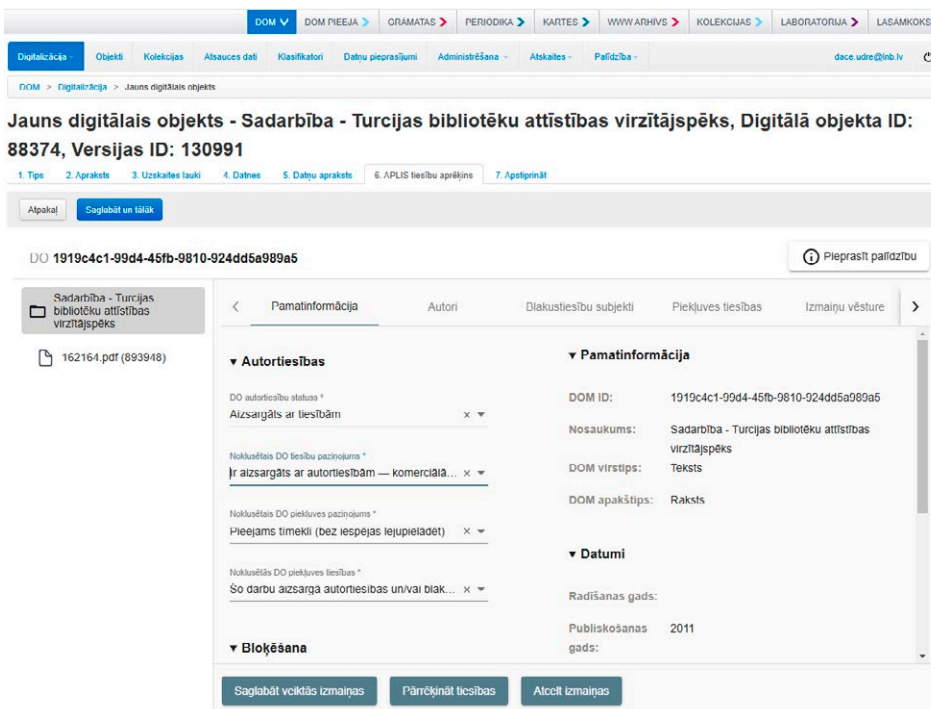 DOM DOM PIEEJA GRĀMATAS PERIODIKA KARTES WWW ARHĪVS KOLEKCIJAS LABORATORIJA LASĀMKOKS
Digitalizācija Objekti Kolekcijas Atsauces dati Klasifikatori Datņu pieprasījumi Administrēšana Atskaites Palīdzība dace.udre@lnb.lv
DOM > Digitalizācija > Jauns digitālais objekts
Jauns digitālais objekts - Sadarbība - Turcijas bibliotēku attīstības virzītājspēks, Digitālā objekta ID:
88374, Versijas ID: 130991
1. Tips 2. Apraksts 3. Uzskaites lauki 4. Datnes 5. Datņu apraksts 6. APLIS tiesību aprēķins 7. Apstiprināt
Atpakaļ Saglabāt un tālāk
DO 1919c4c1-99d4-45fb-9810-924dd5a989a5
Pieprasīt palīdzību
Sadarbība - Turcijas
bibliotēku attīstības
virzītājspēks
162164.pdf (893948)
Pamatinformācija Autori Blakustiesību subjekti Piekļuves tiesības Izmaiņu vēsture
Autortiesības
DO autortiesību statuss *
Aizsargāts ar tiesībām
Noklusētais DO tiesību paziņojums *
Ir aizsargāts ar autortiesībām — komerciālā...
Noklusētais DO piekļuves paziņojums *
Pieejams tīmeklī (bez iespējas lejupielādēt)
Noklusētās DO piekļuves tiesības *
Šo darbu aizsargā autortiesības un/vai blak...
Bloķēšana
Pamatinformācija
DOM ID: 1919c4c1-99d4-45fb-9810-924dd5a989a5
Nosaukums: Sadarbība - Turcijas bibliotēku attīstības
virzītājspēks
DOM virstips: Teksts
DOM apakštips: Raksts
Datumi
Radīšanas gads:
Publiskošanas 2011
gads:
Saglabāt veiktās izmaiņas Pārrēķināt tiesības Atcelt izmaiņas